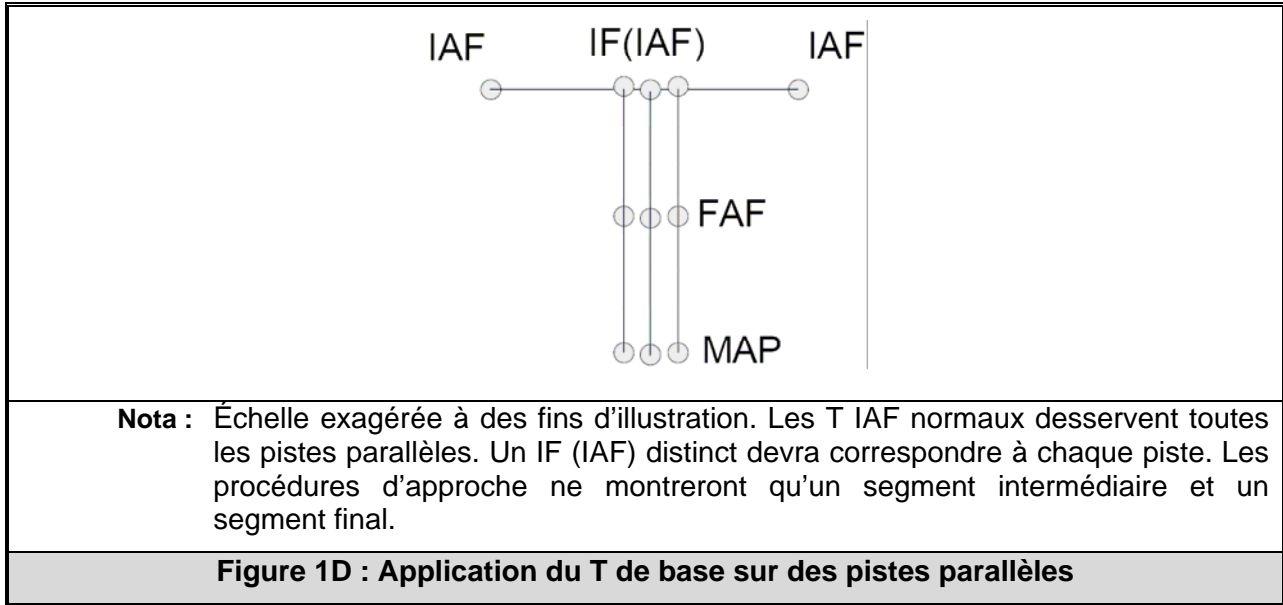 IAF IF(IAF) IAF
FAF
MAP
Nota : Échelle exagérée à des fins d’illustration. Les T IAF normaux desservent toutes
les pistes parallèles. Un IF (IAF) distinct devra correspondre à chaque piste. Les
procédures d’approche ne montreront qu’un segment intermédiaire et un
segment final.
Figure 1D : Application du T de base sur des pistes parallèles